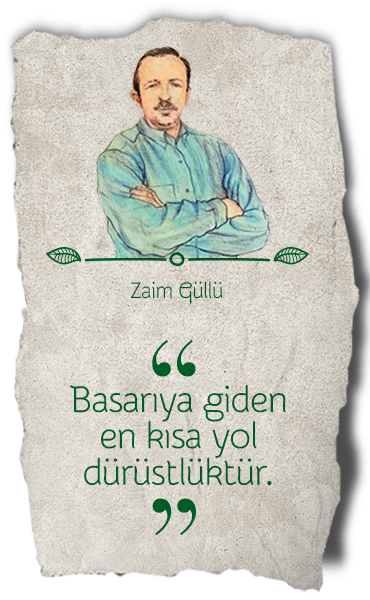 Zaim Güllü
“
Basarıya giden
en kısa yol
dürüstlüktür.
”